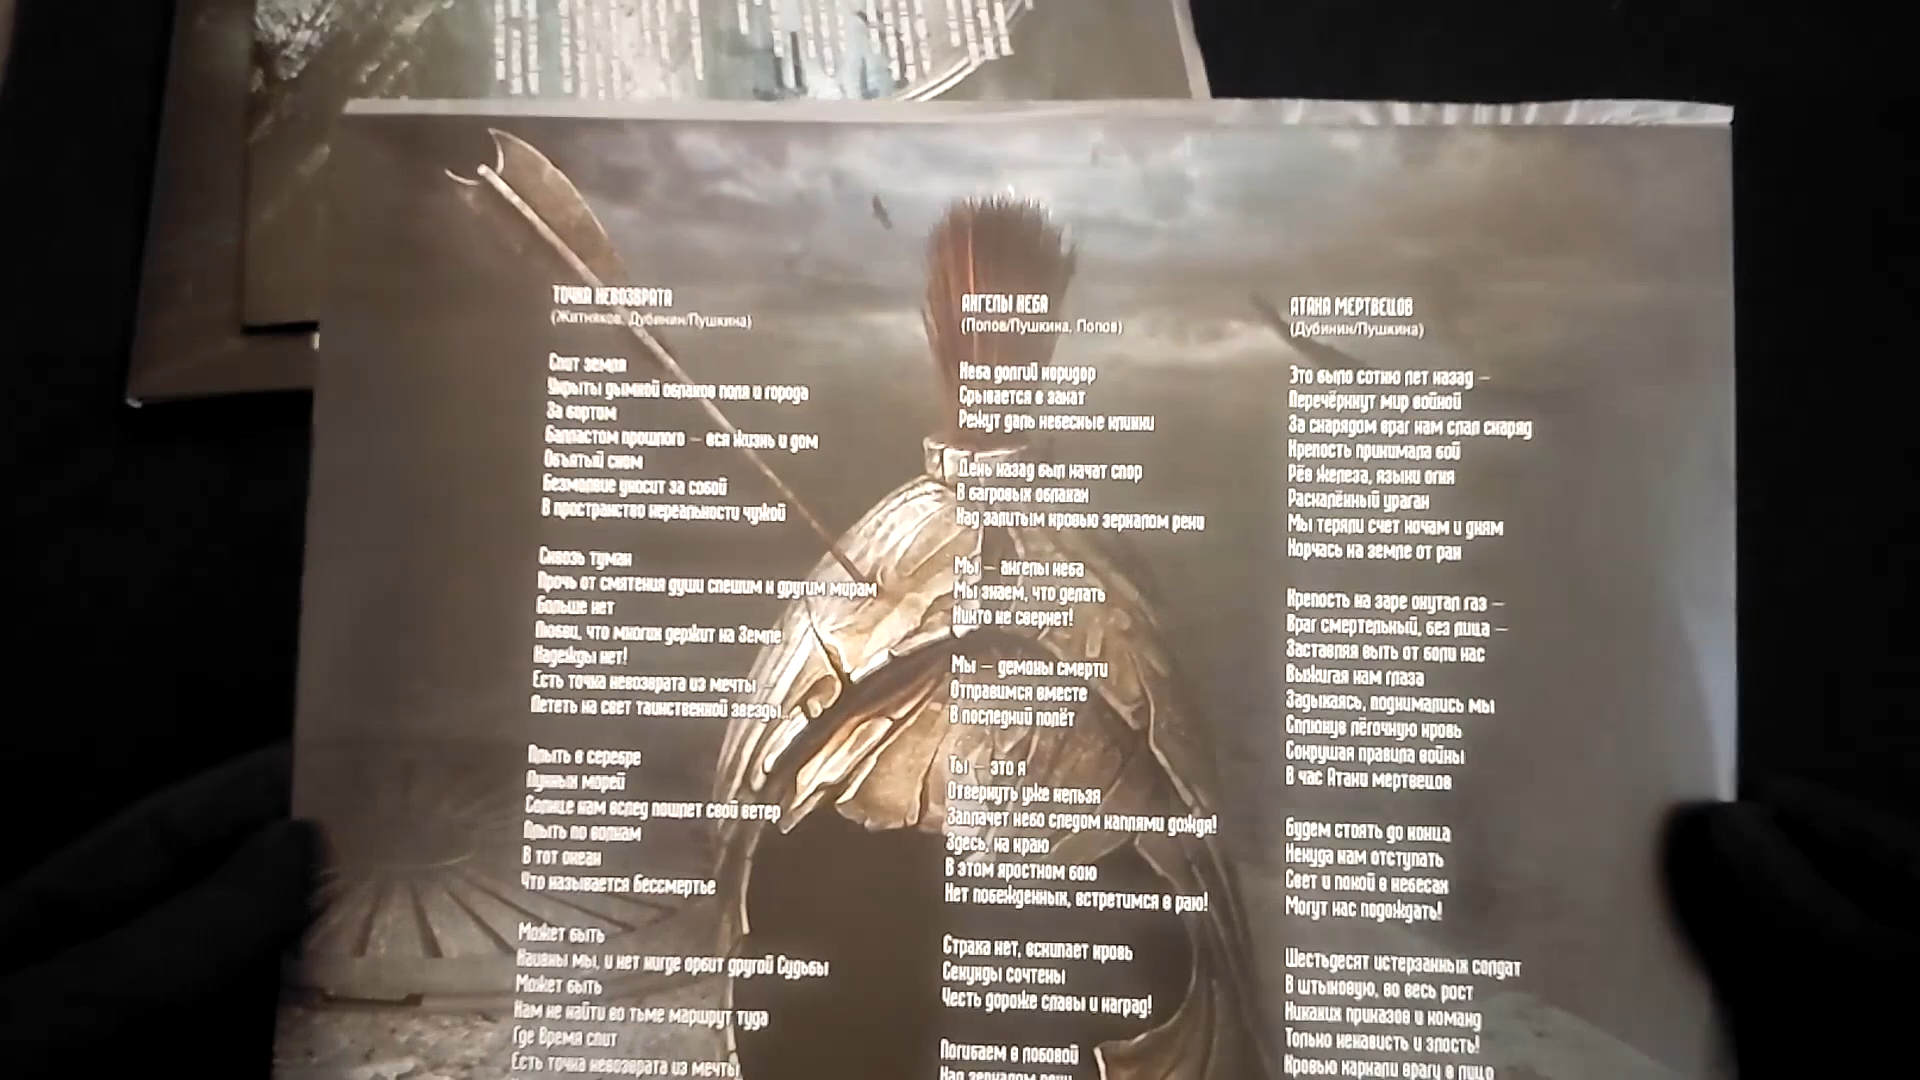 ТОЧКА НЕВОЗВРАТА
(Житняков, Дубинин/Пушкина)
Спит земля
Укрыты дымкой облаков поля и города
За бортом
Балластом прошлого – вся жизнь и дом
Объятый сном
Безмолвие уносит за собой
В пространство нереальности чужой
Сквозь туман
Прочь от смятения души спешим к другим мирам
Больше нет
Любви, что многих держит на Земле
Надежды нет!
Есть точка невозврата из мечты –
Лететь на свет таинственной звезды...
Плыть в серебре
Лунных морей
Солнце нам вслед пошлет свой ветер
Плыть по волнам
В тот океан
Что называется Бессмертье
Может быть
Наивны мы, и нет нигде орбит другой Судьбы
Может быть
Нам не найти во тьме маршрут туда
Где Время спит
Есть точка невозврата из мечты
АНГЕЛЫ НЕБА
(Попов/Пушкина, Попов)
Неба долгий коридор
Срывается в закат
Режут даль небесные клинки
День назад был начат спор
В багровых облаках
Над залитым кровью зеркалом реки
Мы – ангелы неба
Мы знаем, что делать
Никто не свернет!
Мы – демоны смерти
Отправимся вместе
В последний полёт
Ты – это я
Отвернуть уже нельзя
Заплачет небо следом каплями дождя!
Здесь, на краю
В этом яростном бою
Нет побежденных, встретимся в раю!
Страха нет, вскипает кровь
Секунды сочтены
Честь дороже славы и наград!
Погибаем в лобовой
Над зеркалом реки
АТАКА МЕРТВЕЦОВ
(Дубинин/Пушкина)
Это было сотню лет назад –
Перечёркнут мир войной
За снарядом враг нам слал снаряд
Крепость принимала бой
Рёв железа, языки огня
Раскалённый ураган
Мы теряли счет ночам и дням
Корчась на земле от ран
Крепость на заре окутал газ –
Враг смертельный, без лица –
Заставляя выть от боли нас
Выжигая нам глаза
Задыхаясь, поднимались мы
Сплюнув лёгочную кровь
Сокрушая правила войны
В час Атаки мертвецов
Будем стоять до конца
Некуда нам отступать
Свет и покой в небесах
Могут нас подождать!
Шестьдесят истерзанных солдат
В штыковую, во весь рост
Никаких приказов и команд
Только ненависть и злость!
Кровью харкали врагу в лицо